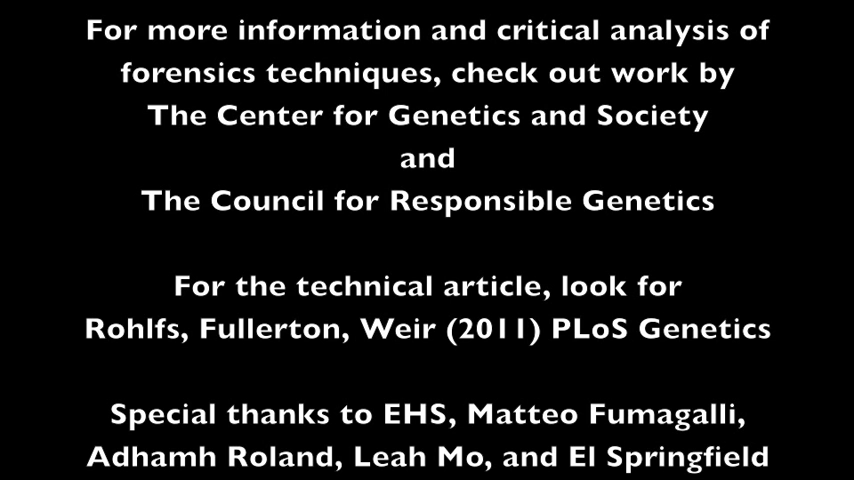 For more information and critical analysis of
forensics techniques, check out work by
The Center for Genetics and Society
and
The Council for Responsible Genetics
For the technical article, look for
Rohlfs, Fullerton, Weir (2011) PLoS Genetics
Special thanks to EHS, Matteo Fumagalli,
Adhamh Roland, Leah Mo, and El Springfield